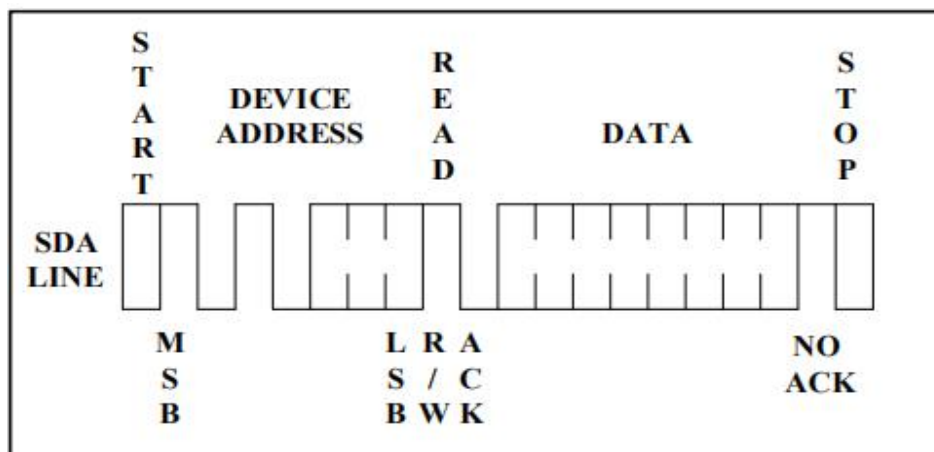 START
DEVICE
ADDRESS
READ
DATA
STOP
SDA
LINE
MSB
LSB
R/W
ACK
NO
ACK